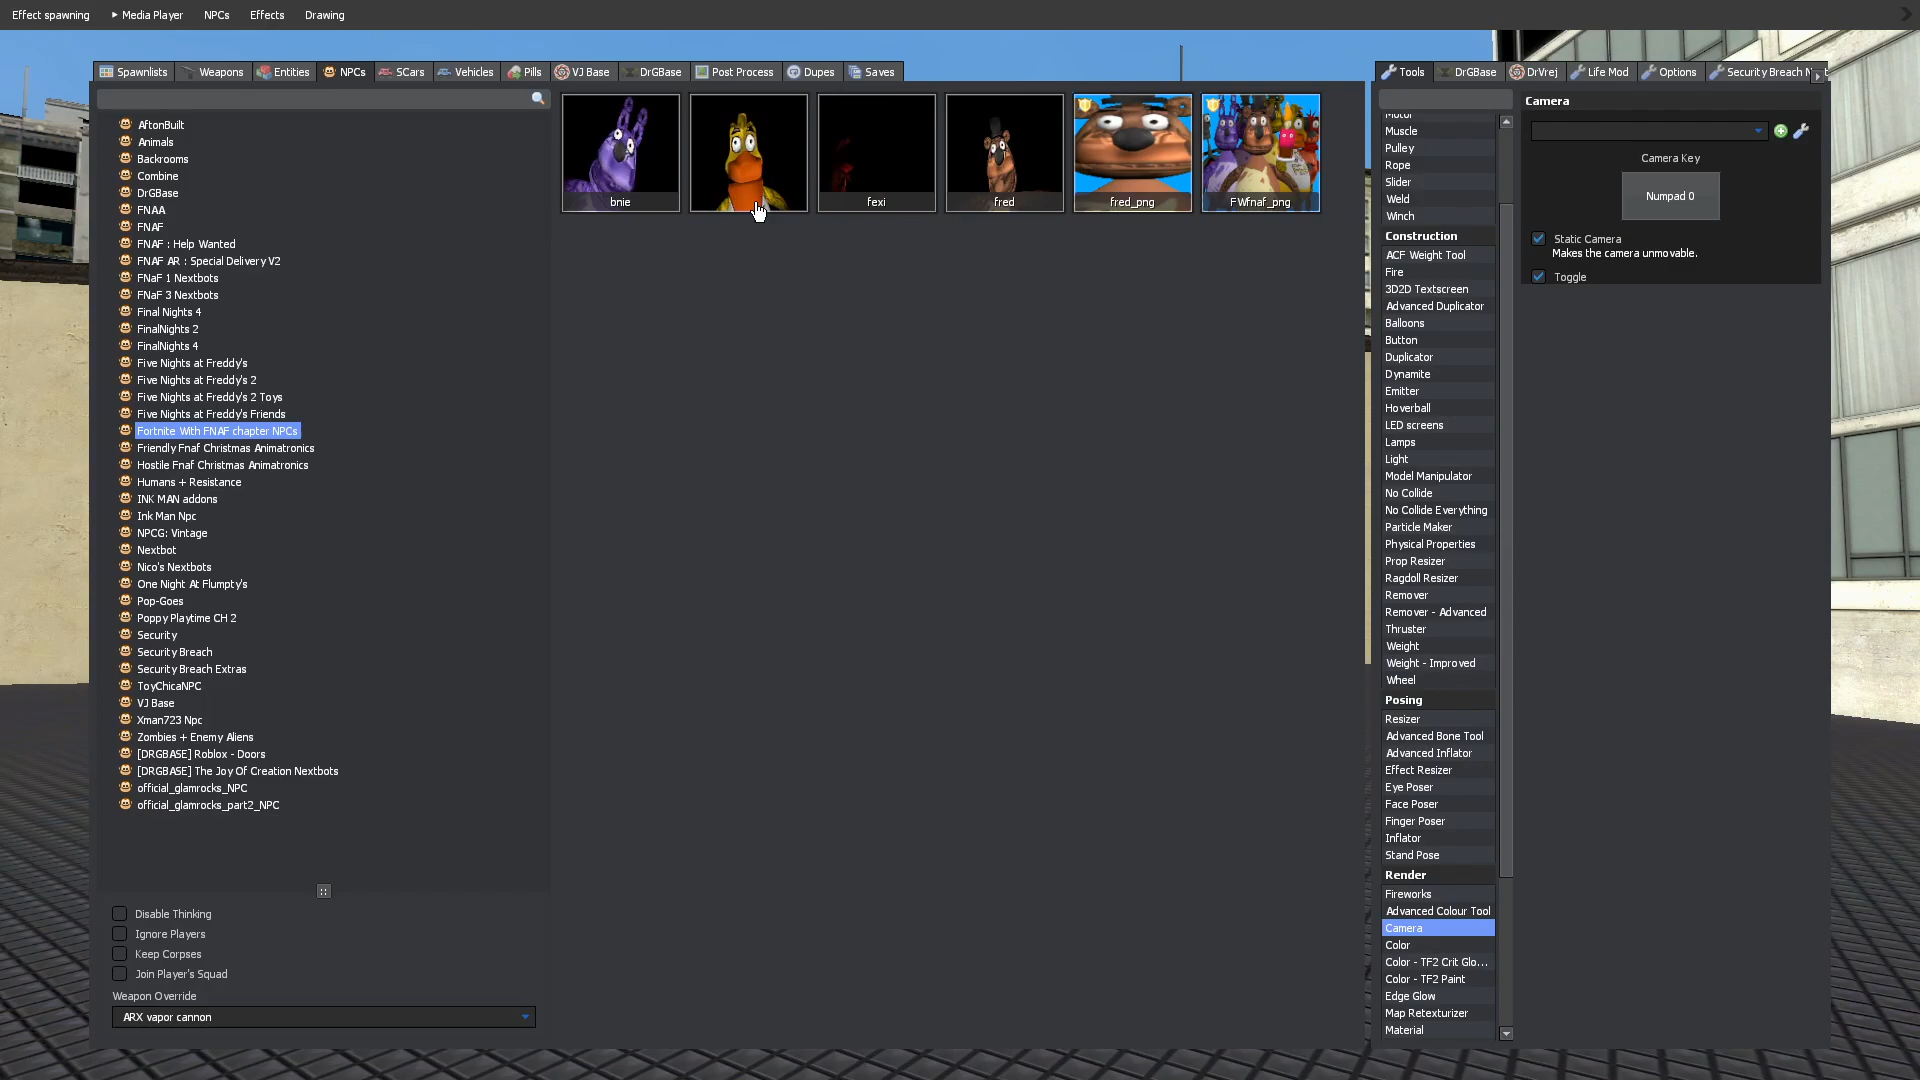 Effect spawning
Media Player
NPCs
Effects
Drawing
Spawnlists
Weapons
Entities
NPCs
SCars
Vehicles
Pills
VJ Base
DrGBase
Post Process
Dupes
Saves
AftonBuilt
Animals
Backrooms
Combine
DrGBase
FNAA
FNAF
FNAF : Help Wanted
FNAF AR : Special Delivery V2
FNaF 1 Nextbots
FNaF 3 Nextbots
Final Nights 4
FinalNights 2
FinalNights 4
Five Nights at Freddy's
Five Nights at Freddy's 2
Five Nights at Freddy's 2 Toys
Five Nights at Freddy's Friends
Fortnite With FNAF chapter NPCs
Friendly Fnaf Christmas Animatronics
Hostile Fnaf Christmas Animatronics
Humans + Resistance
INK MAN addons
Ink Man Npc
NPCG: Vintage
Nextbot
Nico's Nextbots
One Night At Flumpty's
Pop-Goes
Poppy Playtime CH 2
Security
Security Breach
Security Breach Extras
ToyChicaNPC
VJ Base
Xman723 Npc
Zombies + Enemy Aliens
[DRGBASE] Roblox - Doors
[DRGBASE] The Joy Of Creation Nextbots
official_glamrocks_NPC
official_glamrocks_part2_NPC
Disable Thinking
Ignore Players
Keep Corpses
Join Player's Squad
Weapon Override
ARX vapor cannon
bnie
fexi
fred
fred_png
FWfnaf_png
Tools
DrGBase
DrVrej
Life Mod
Options
Security Breach
Motor
Muscle
Pulley
Rope
Slider
Weld
Winch
Construction
ACF Weight Tool
Fire
3D2D Textscreen
Advanced Duplicator
Balloons
Button
Duplicator
Dynamite
Emitter
Hoverball
LED screens
Lamps
Light
Model Manipulator
No Collide
No Collide Everything
Particle Maker
Physical Properties
Prop Resizer
Ragdoll Resizer
Remover
Remover - Advanced
Thruster
Weight
Weight - Improved
Wheel
Posing
Resizer
Advanced Bone Tool
Advanced Inflator
Effect Resizer
Eye Poser
Face Poser
Finger Poser
Inflator
Stand Pose
Render
Fireworks
Advanced Colour Tool
Camera
Color
Color - TF2 Crit Glo...
Color - TF2 Paint
Edge Glow
Map Retexturizer
Material
Camera
Camera Key
Numpad 0
Static Camera
Makes the camera unmovable.
Toggle